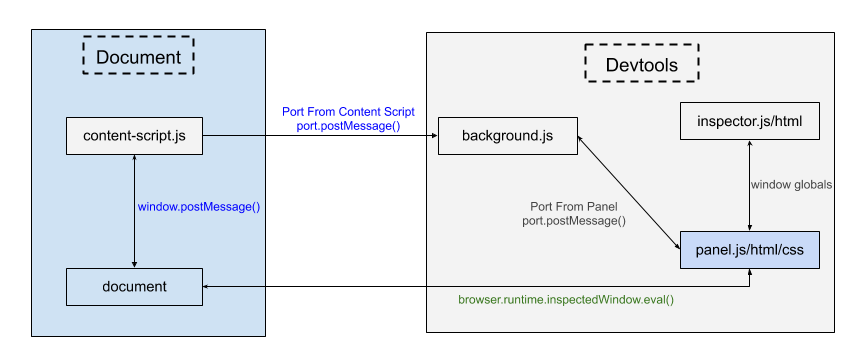 Document
Devtools
Port From Content Script
port.postMessage()
content-script.js
background.js
inspector.js/html
window.postMessage()
Port From Panel
port.postMessage()
window globals
panel.js/html/css
document
browser.runtime.inspectedWindow.eval()